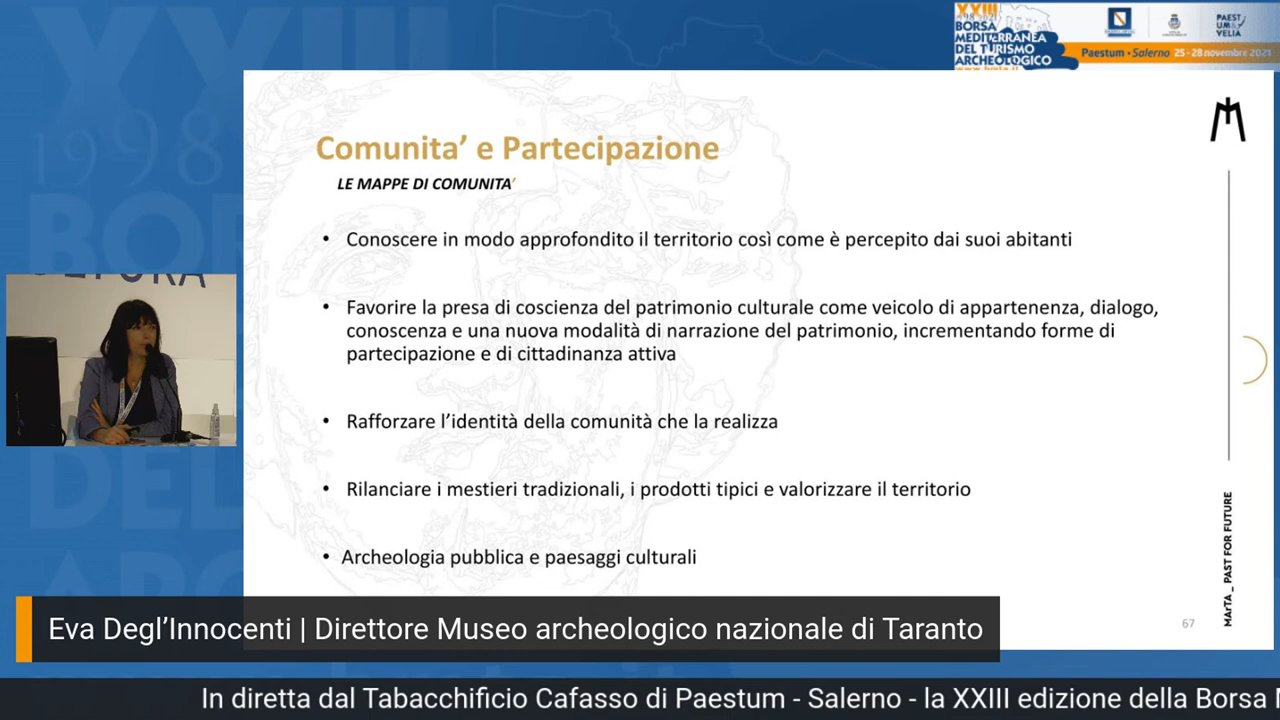 XXIII
BORSA
MEDITERRANEA
DEL TURISMO
ARCHEOLOGICO
PAEST
UM&
VELIA
Paestum • Salerno 25 - 28 novembre 2021
Comunita’ e Partecipazione
LE MAPPE DI COMUNITA’
• Conoscere in modo approfondito il territorio così come è percepito dai suoi abitanti
• Favorire la presa di coscienza del patrimonio culturale come veicolo di appartenenza, dialogo,
conoscenza e una nuova modalità di narrazione del patrimonio, incrementando forme di
partecipazione e di cittadinanza attiva
• Rafforzare l’identità della comunità che la realizza
• Rilanciare i mestieri tradizionali, i prodotti tipici e valorizzare il territorio
• Archeologia pubblica e paesaggi culturali
MArTA _ PAST FOR FUTURE
67
Eva Degl’Innocenti | Direttore Museo archeologico nazionale di Taranto
In diretta dal Tabacchificio Cafasso di Paestum - Salerno - la XXIII edizione della Borsa